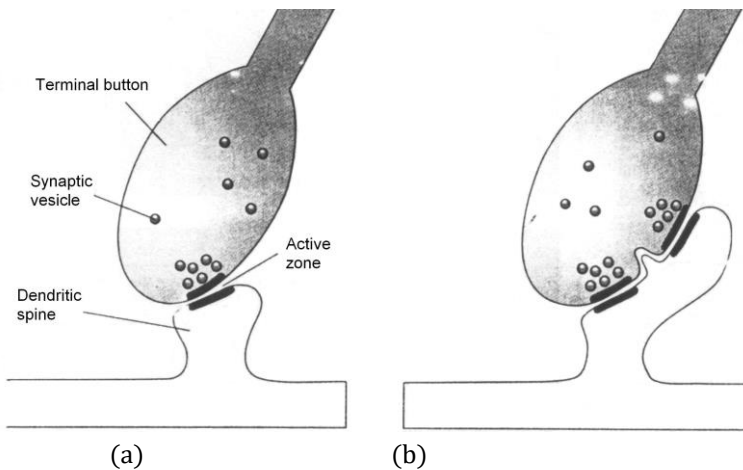 Terminal button
Synaptic
vesicle
Active
zone
Dendritic
spine
(a)
(b)